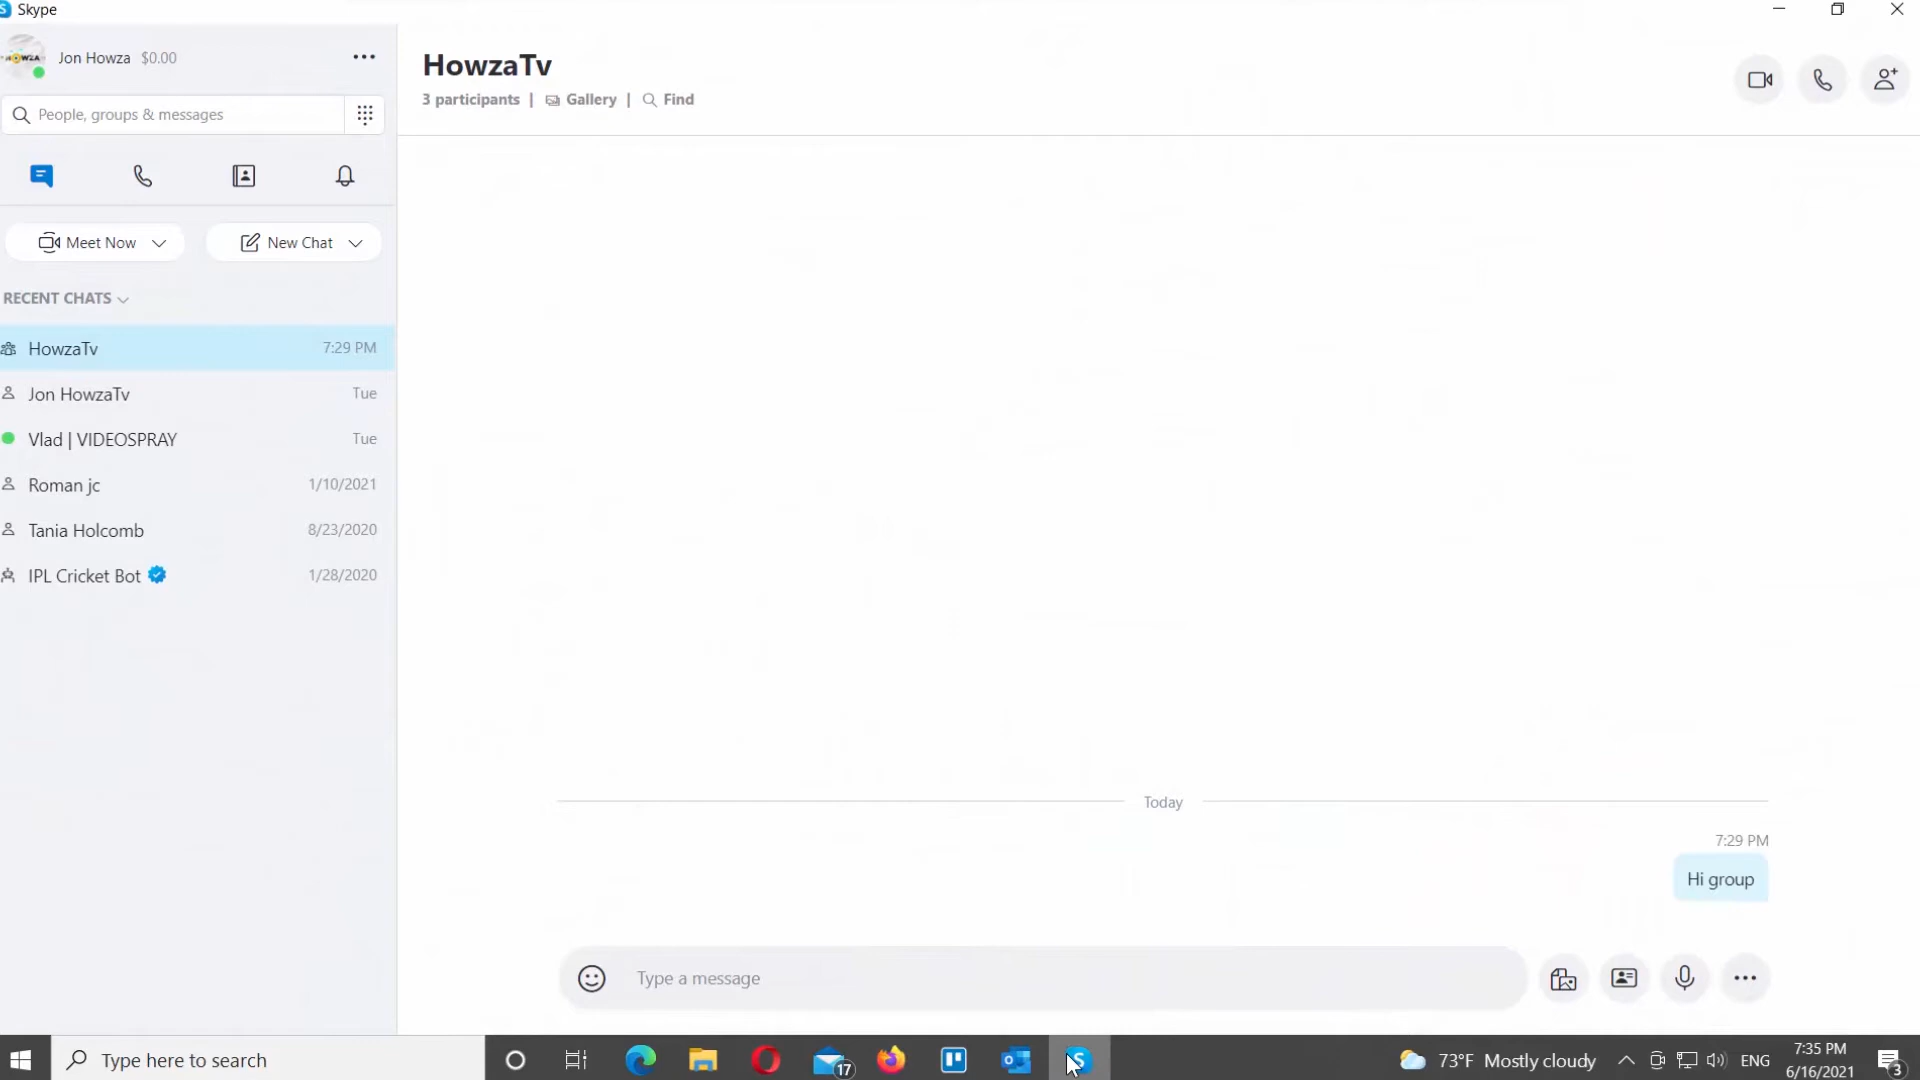 Skype
Jon Howza $0.00
People, groups & messages
Meet Now
New Chat
RECENT CHATS
HowzaTv 7:29 PM
Jon HowzaTv Tue
Vlad | VIDEOSPRAY Tue
Roman jc 1/10/2021
Tania Holcomb 8/23/2020
IPL Cricket Bot 1/28/2020
HowzaTv
3 participants | Gallery | Find
Today
7:29 PM
Hi group
Type a message
Type here to search
17
73°F Mostly cloudy
ENG
7:35 PM
6/16/2021
3